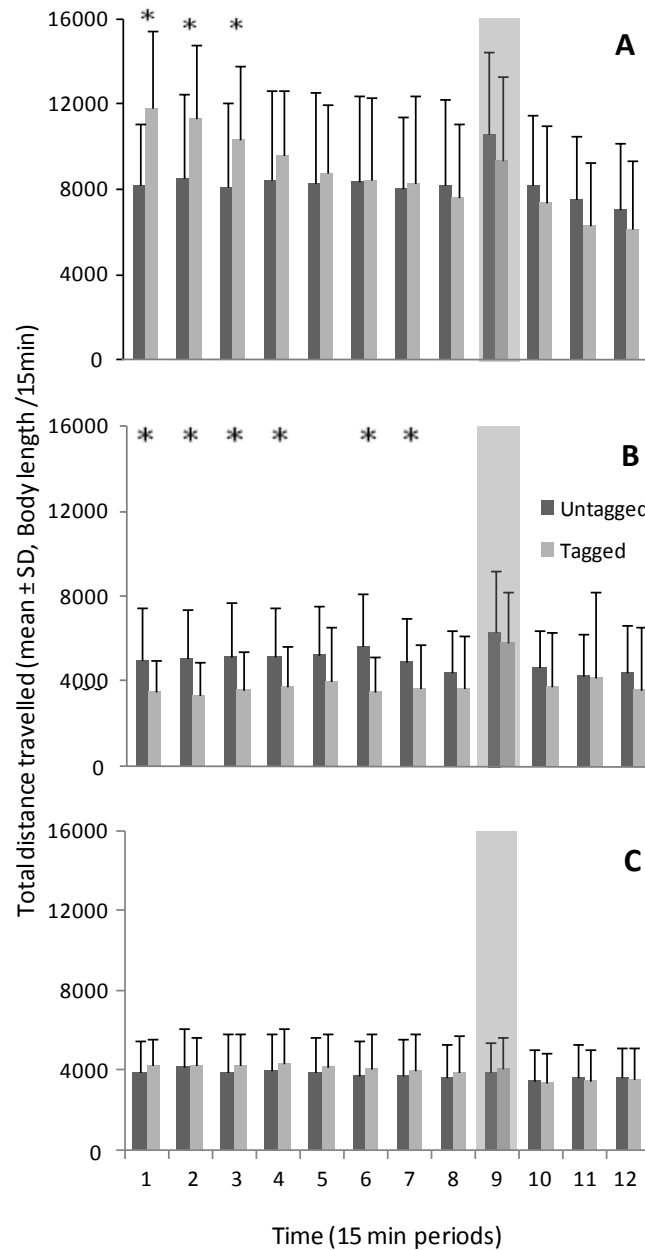 Total distance travelled (mean ± SD, Body length /15min)
16000
12000
8000
4000
0
* * *
A
16000
12000
8000
4000
0
* * * * * *
B
Untagged
Tagged
16000
12000
8000
4000
0
C
1 2 3 4 5 6 7 8 9 10 11 12
Time (15 min periods)